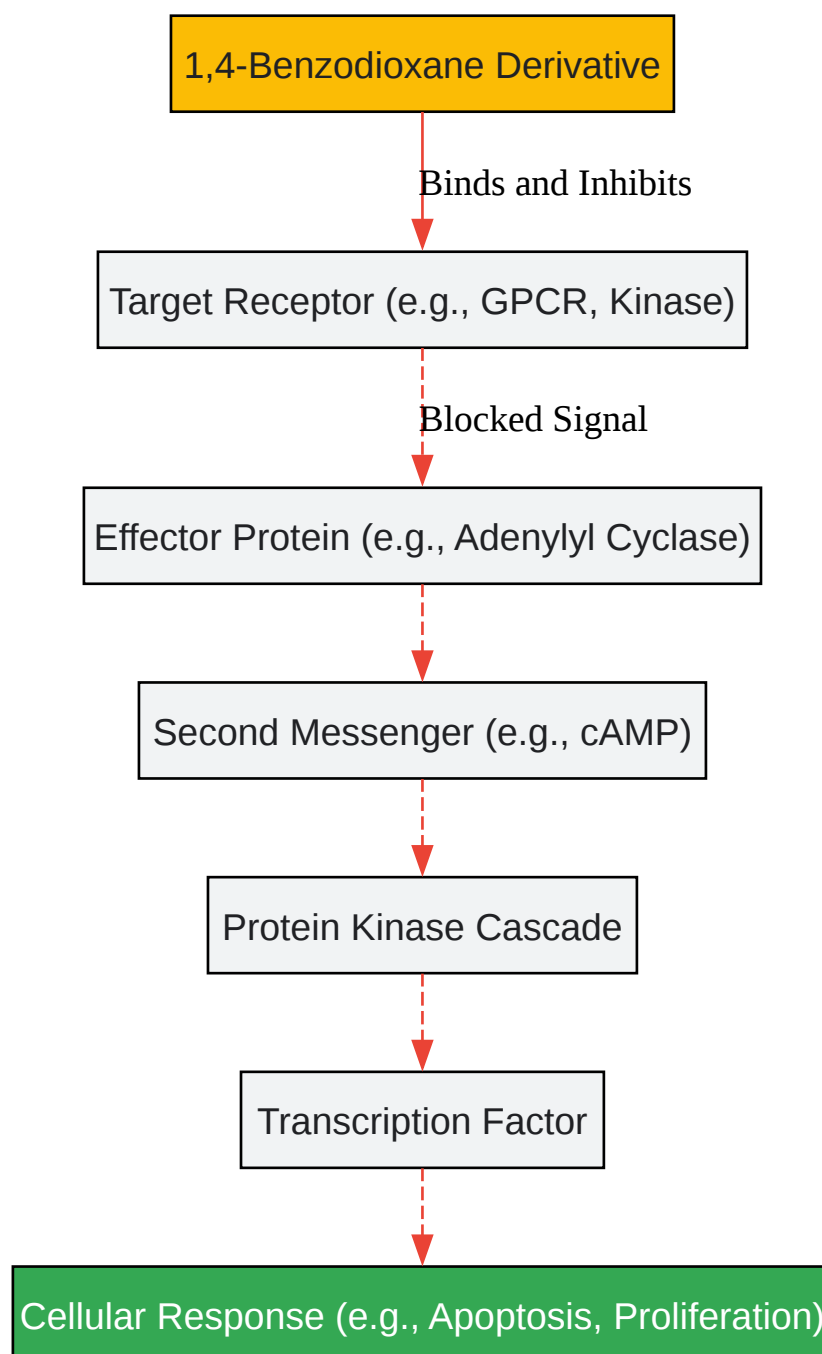 1,4-Benzodioxane Derivative
Binds and Inhibits
Target Receptor (e.g., GPCR, Kinase)
Blocked Signal
Effector Protein (e.g., Adenylyl Cyclase)
Second Messenger (e.g., cAMP)
Protein Kinase Cascade
Transcription Factor
Cellular Response (e.g., Apoptosis, Proliferation)